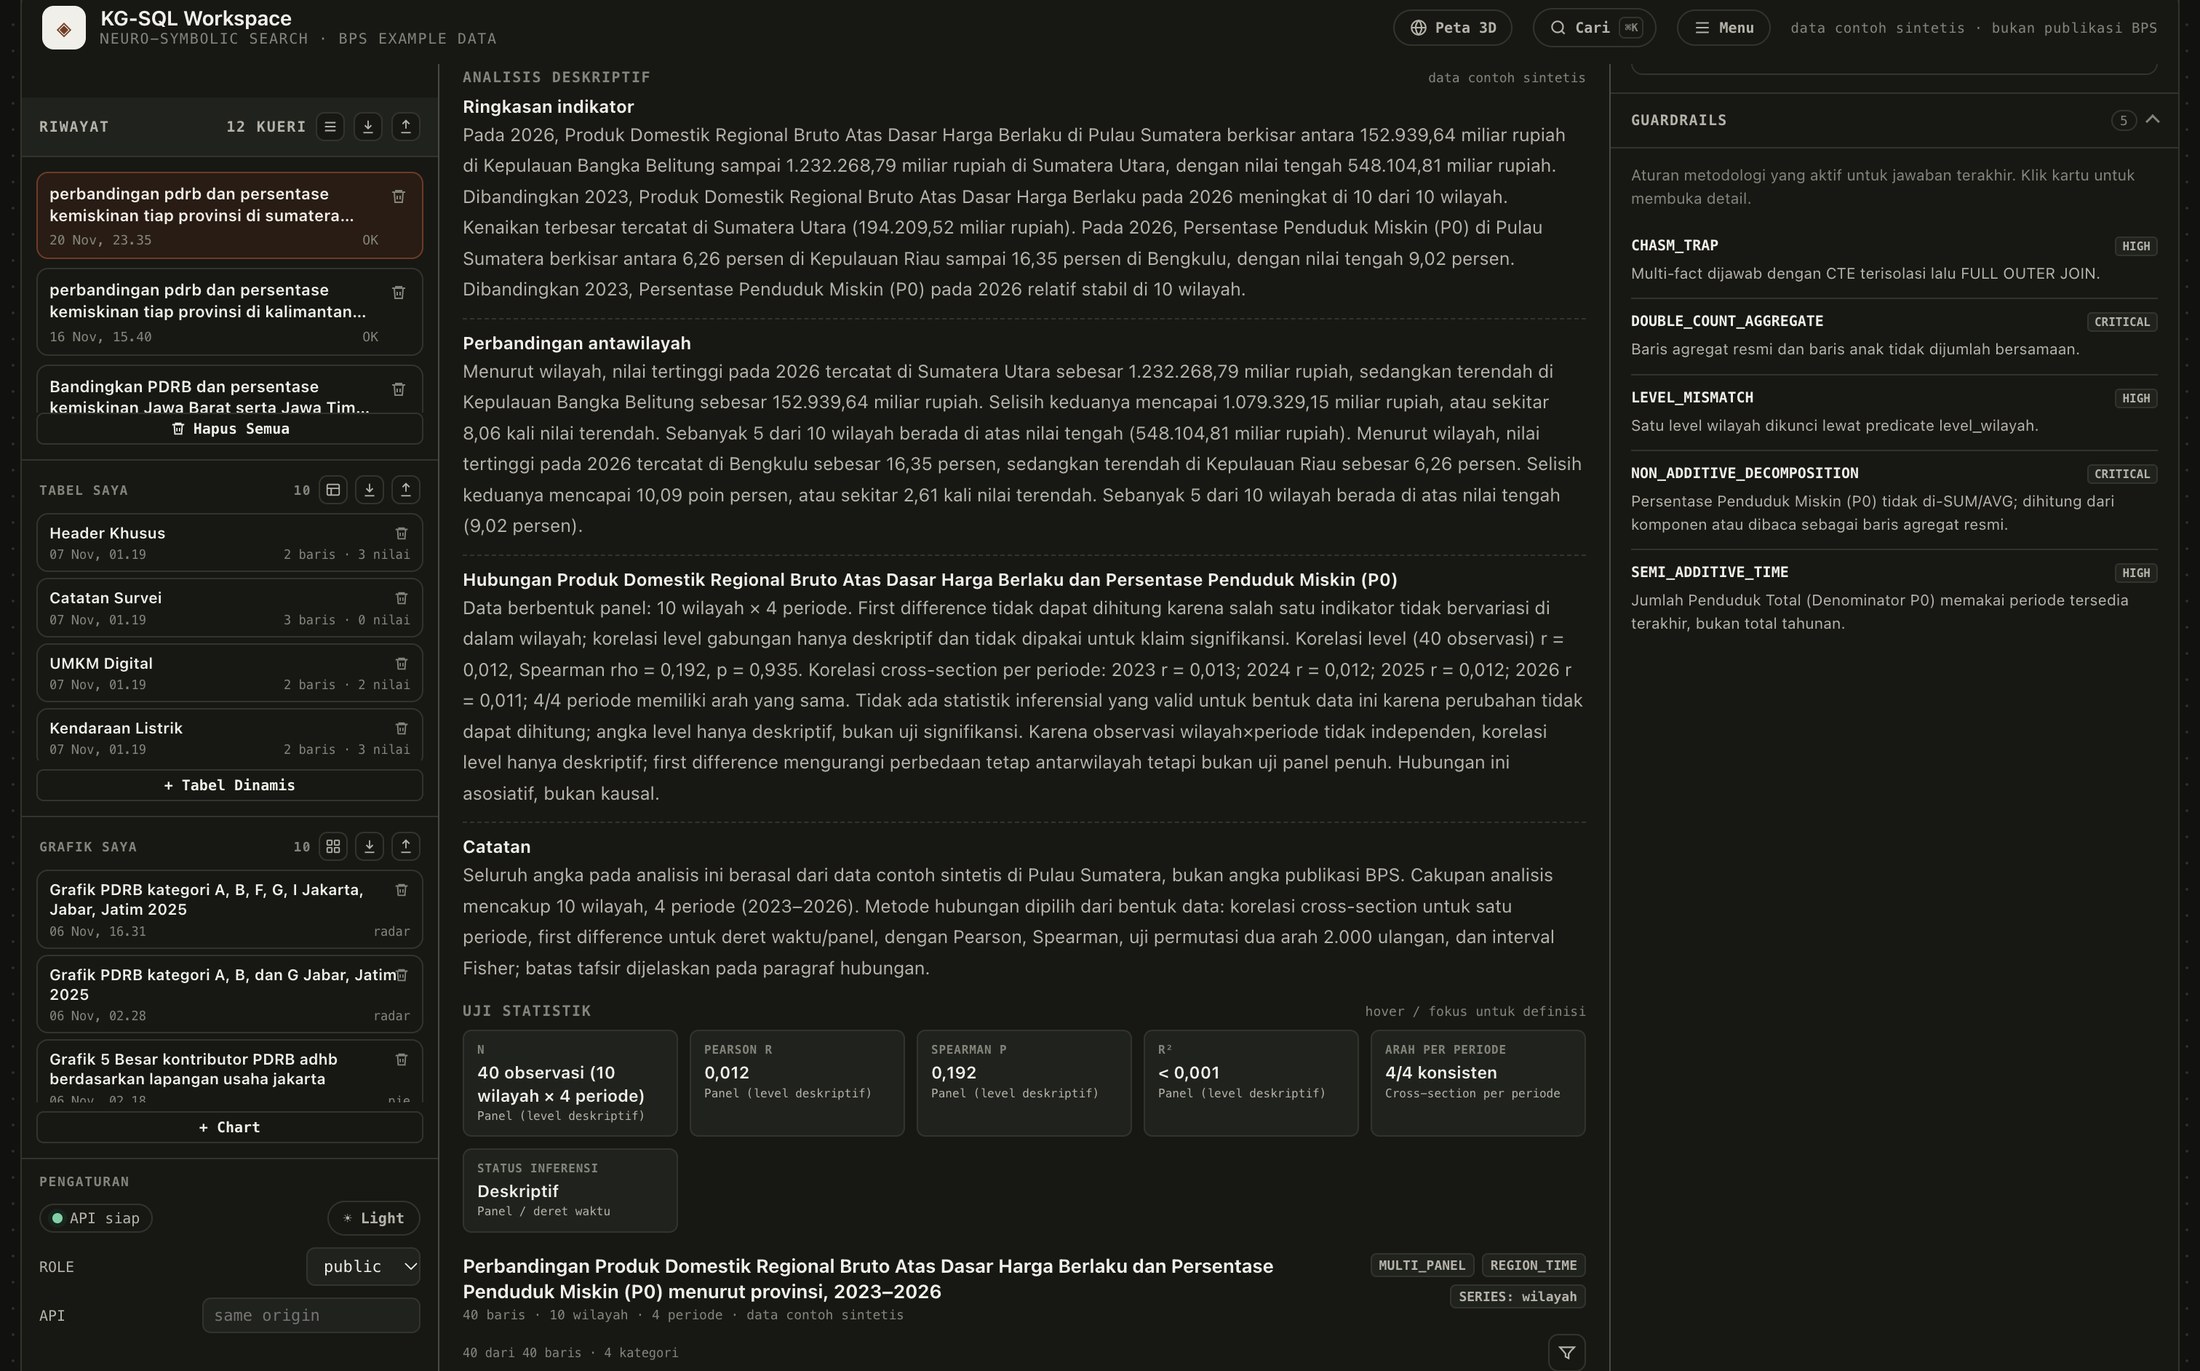 KG-SQL Workspace
NEURO-SYMBOLIC SEARCH · BPS EXAMPLE DATA
Peta 3D
Cari ⌘K
Menu
data contoh sintetis · bukan publikasi BPS
RIWAYAT
12 KUERI
perbandingan pdrb dan persentase
kemiskinan tiap provinsi di sumatera...
20 Nov, 23.35
OK
perbandingan pdrb dan persentase
kemiskinan tiap provinsi di kalimantan...
16 Nov, 15.40
OK
Bandingkan PDRB dan persentase
kemiskinan Jawa Barat serta Jawa Tim...
Hapus Semua
TABEL SAYA
10
Header Khusus
07 Nov, 01.19
2 baris · 3 nilai
Catatan Survei
07 Nov, 01.19
3 baris · 0 nilai
UMKM Digital
07 Nov, 01.19
2 baris · 2 nilai
Kendaraan Listrik
07 Nov, 01.19
2 baris · 3 nilai
+ Tabel Dinamis
GRAFIK SAYA
10
Grafik PDRB kategori A, B, F, G, I Jakarta,
Jabar, Jatim 2025
06 Nov, 16.31
radar
Grafik PDRB kategori A, B, dan G Jabar, Jatim
2025
06 Nov, 02.28
radar
Grafik 5 Besar kontributor PDRB adhb
berdasarkan lapangan usaha jakarta
06 Nov, 02.18
pie
+ Chart
PENGATURAN
API siap
☀ Light
ROLE
public
API
same origin
ANALISIS DESKRIPTIF
data contoh sintetis
Ringkasan indikator
Pada 2026, Produk Domestik Regional Bruto Atas Dasar Harga Berlaku di Pulau Sumatera berkisar antara 152.939,64 miliar rupiah
di Kepulauan Bangka Belitung sampai 1.232.268,79 miliar rupiah di Sumatera Utara, dengan nilai tengah 548.104,81 miliar rupiah.
Dibandingkan 2023, Produk Domestik Regional Bruto Atas Dasar Harga Berlaku pada 2026 meningkat di 10 dari 10 wilayah.
Kenaikan terbesar tercatat di Sumatera Utara (194.209,52 miliar rupiah). Pada 2026, Persentase Penduduk Miskin (P0) di Pulau
Sumatera berkisar antara 6,26 persen di Kepulauan Riau sampai 16,35 persen di Bengkulu, dengan nilai tengah 9,02 persen.
Dibandingkan 2023, Persentase Penduduk Miskin (P0) pada 2026 relatif stabil di 10 wilayah.
Perbandingan antawilayah
Menurut wilayah, nilai tertinggi pada 2026 tercatat di Sumatera Utara sebesar 1.232.268,79 miliar rupiah, sedangkan terendah di
Kepulauan Bangka Belitung sebesar 152.939,64 miliar rupiah. Selisih keduanya mencapai 1.079.329,15 miliar rupiah, atau sekitar
8,06 kali nilai terendah. Sebanyak 5 dari 10 wilayah berada di atas nilai tengah (548.104,81 miliar rupiah). Menurut wilayah, nilai
tertinggi pada 2026 tercatat di Bengkulu sebesar 16,35 persen, sedangkan terendah di Kepulauan Riau sebesar 6,26 persen. Selisih
keduanya mencapai 10,09 poin persen, atau sekitar 2,61 kali nilai terendah. Sebanyak 5 dari 10 wilayah berada di atas nilai tengah
(9,02 persen).
Hubungan Produk Domestik Regional Bruto Atas Dasar Harga Berlaku dan Persentase Penduduk Miskin (P0)
Data berbentuk panel: 10 wilayah × 4 periode. First difference tidak dapat dihitung karena salah satu indikator tidak bervariasi di
dalam wilayah; korelasi level gabungan hanya deskriptif dan tidak dipakai untuk klaim signifikansi. Korelasi level (40 observasi) r =
0,012, Spearman rho = 0,192, p = 0,935. Korelasi cross-section per periode: 2023 r = 0,013; 2024 r = 0,012; 2025 r = 0,012; 2026 r
= 0,011; 4/4 periode memiliki arah yang sama. Tidak ada statistik inferensial yang valid untuk bentuk data ini karena perubahan tidak
dapat dihitung; angka level hanya deskriptif, bukan uji signifikansi. Karena observasi wilayah×periode tidak independen, korelasi
level hanya deskriptif; first difference mengurangi perbedaan tetap antarwilayah tetapi bukan uji panel penuh. Hubungan ini
asosiatif, bukan kausal.
Catatan
Seluruh angka pada analisis ini berasal dari data contoh sintetis di Pulau Sumatera, bukan angka publikasi BPS. Cakupan analisis
mencakup 10 wilayah, 4 periode (2023–2026). Metode hubungan dipilih dari bentuk data: korelasi cross-section untuk satu
periode, first difference untuk deret waktu/panel, dengan Pearson, Spearman, uji permutasi dua arah 2.000 ulangan, dan interval
Fisher; batas tafsir dijelaskan pada paragraf hubungan.
UJI STATISTIK
hover / fokus untuk definisi
N
40 observasi (10
wilayah × 4 periode)
Panel (level deskriptif)
PEARSON R
0,012
Panel (level deskriptif)
SPEARMAN Ρ
0,192
Panel (level deskriptif)
R²
< 0,001
Panel (level deskriptif)
ARAH PER PERIODE
4/4 konsisten
Cross-section per periode
STATUS INFERENSI
Deskriptif
Panel / deret waktu
Perbandingan Produk Domestik Regional Bruto Atas Dasar Harga Berlaku dan Persentase
Penduduk Miskin (P0) menurut provinsi, 2023–2026
MULTI_PANEL
REGION_TIME
SERIES: wilayah
40 baris · 10 wilayah · 4 periode · data contoh sintetis
40 dari 40 baris · 4 kategori
GUARDRAILS
5
Aturan metodologi yang aktif untuk jawaban terakhir. Klik kartu untuk
membuka detail.
CHASM_TRAP
HIGH
Multi-fact dijawab dengan CTE terisolasi lalu FULL OUTER JOIN.
DOUBLE_COUNT_AGGREGATE
CRITICAL
Baris agregat resmi dan baris anak tidak dijumlah bersamaan.
LEVEL_MISMATCH
HIGH
Satu level wilayah dikunci lewat predicate level_wilayah.
NON_ADDITIVE_DECOMPOSITION
CRITICAL
Persentase Penduduk Miskin (P0) tidak di-SUM/AVG; dihitung dari
komponen atau dibaca sebagai baris agregat resmi.
SEMI_ADDITIVE_TIME
HIGH
Jumlah Penduduk Total (Denominator P0) memakai periode tersedia
terakhir, bukan total tahunan.